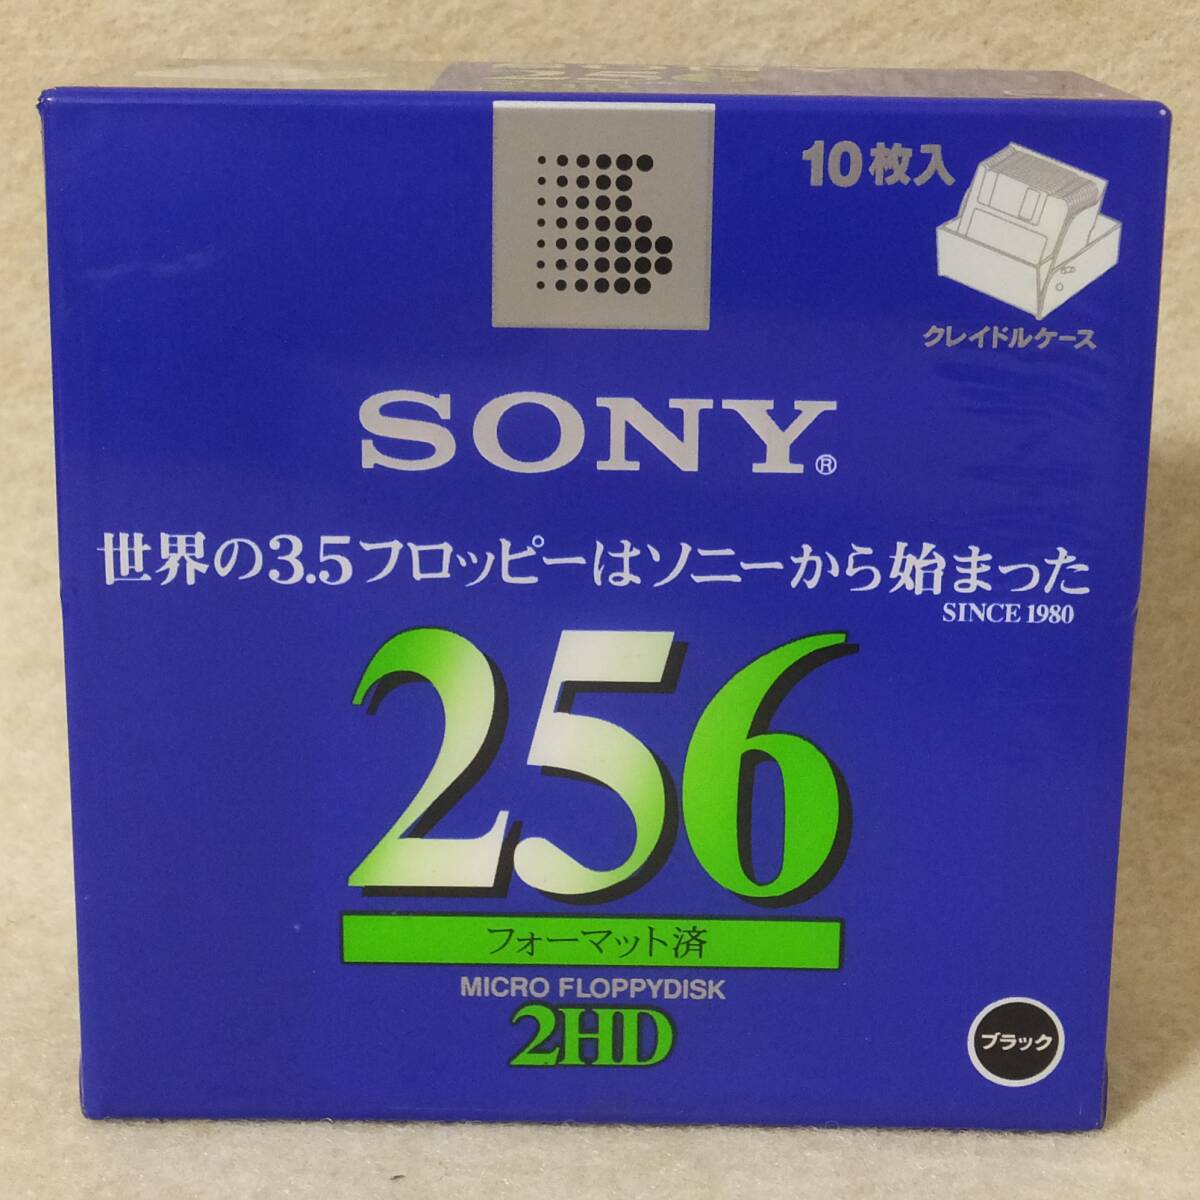 10枚入
クレイドルケース
SONY®
世界の3.5フロッピーはソニーから始まった
SINCE 1980
256
フォーマット済
MICRO FLOPPYDISK
2HD
ブラック